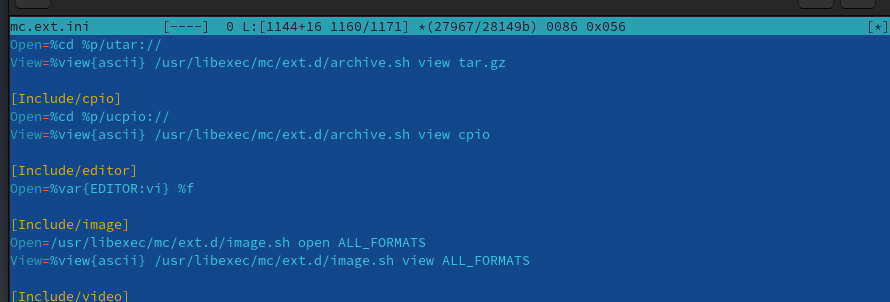 mc.ext.ini [----] 0 L:[1144+16 1160/1171] *(27967/28149b) 0086 0x056 [*]
Open=%cd %p/utar://
View=%view{ascii} /usr/libexec/mc/ext.d/archive.sh view tar.gz
[Include/cpio]
Open=%cd %p/ucpio://
View=%view{ascii} /usr/libexec/mc/ext.d/archive.sh view cpio
[Include/editor]
Open=%var{EDITOR:vi} %f
[Include/image]
Open=/usr/libexec/mc/ext.d/image.sh open ALL_FORMATS
View=%view{ascii} /usr/libexec/mc/ext.d/image.sh view ALL_FORMATS
[Include/video]